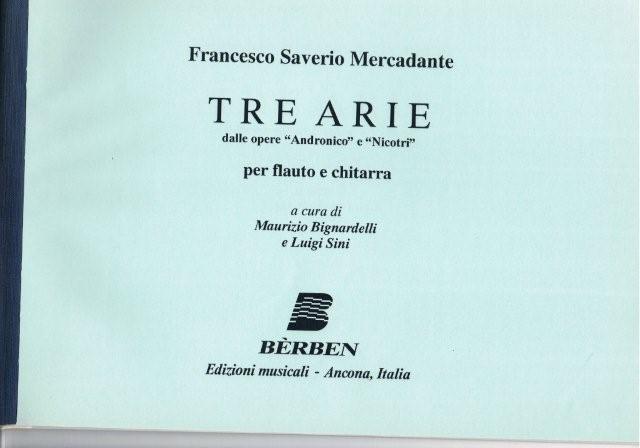 Francesco Saverio Mercadante
TRE ARIE
dalle opere “Andronico” e “Nicotri”
per flauto e chitarra
a cura di
Maurizio Bignardelli
e Luigi Sini
B
BÈRBEN
Edizioni musicali - Ancona, Italia